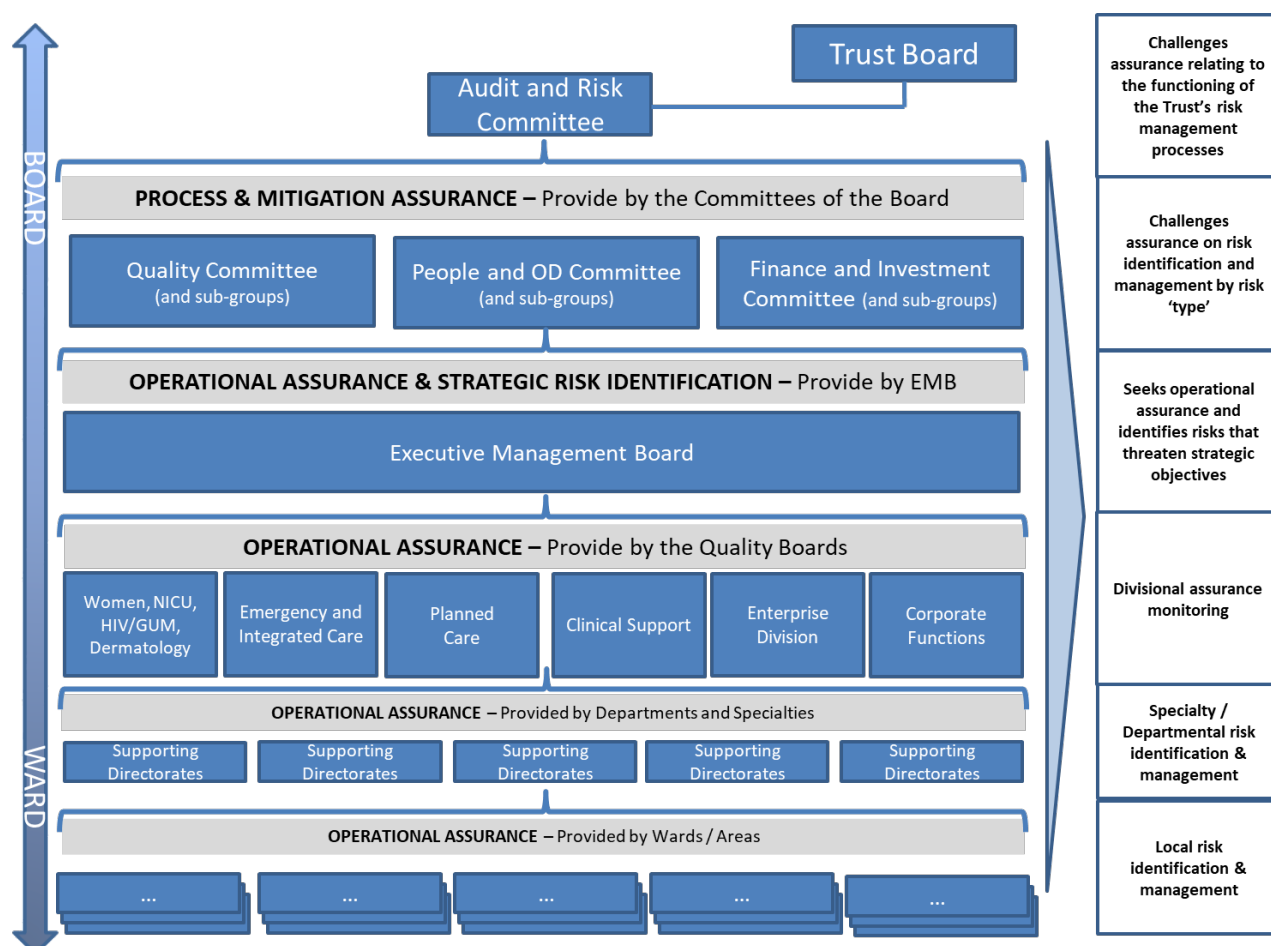 Trust Board
Audit and Risk
Committee
BOARD
PROCESS & MITIGATION ASSURANCE – Provide by the Committees of the Board
Quality Committee
(and sub-groups)
People and OD Committee
(and sub-groups)
Finance and Investment
Committee (and sub-groups)
OPERATIONAL ASSURANCE & STRATEGIC RISK IDENTIFICATION – Provide by EMB
Executive Management Board
OPERATIONAL ASSURANCE – Provide by the Quality Boards
Women, NICU,
HIV/GUM,
Dermatology
Emergency and
Integrated Care
Planned
Care
Clinical Support
Enterprise
Division
Corporate
Functions
OPERATIONAL ASSURANCE – Provided by Departments and Specialties
Supporting
Directorates
Supporting
Directorates
Supporting
Directorates
Supporting
Directorates
Supporting
Directorates
WARD
OPERATIONAL ASSURANCE – Provided by Wards / Areas
...
...
...
...
...
Challenges
assurance relating to
the functioning of
the Trust’s risk
management
processes
Challenges
assurance on risk
identification and
management by risk
‘type’
Seeks operational
assurance and
identifies risks that
threaten strategic
objectives
Divisional assurance
monitoring
Specialty /
Departmental risk
identification &
management
Local risk
identification &
management